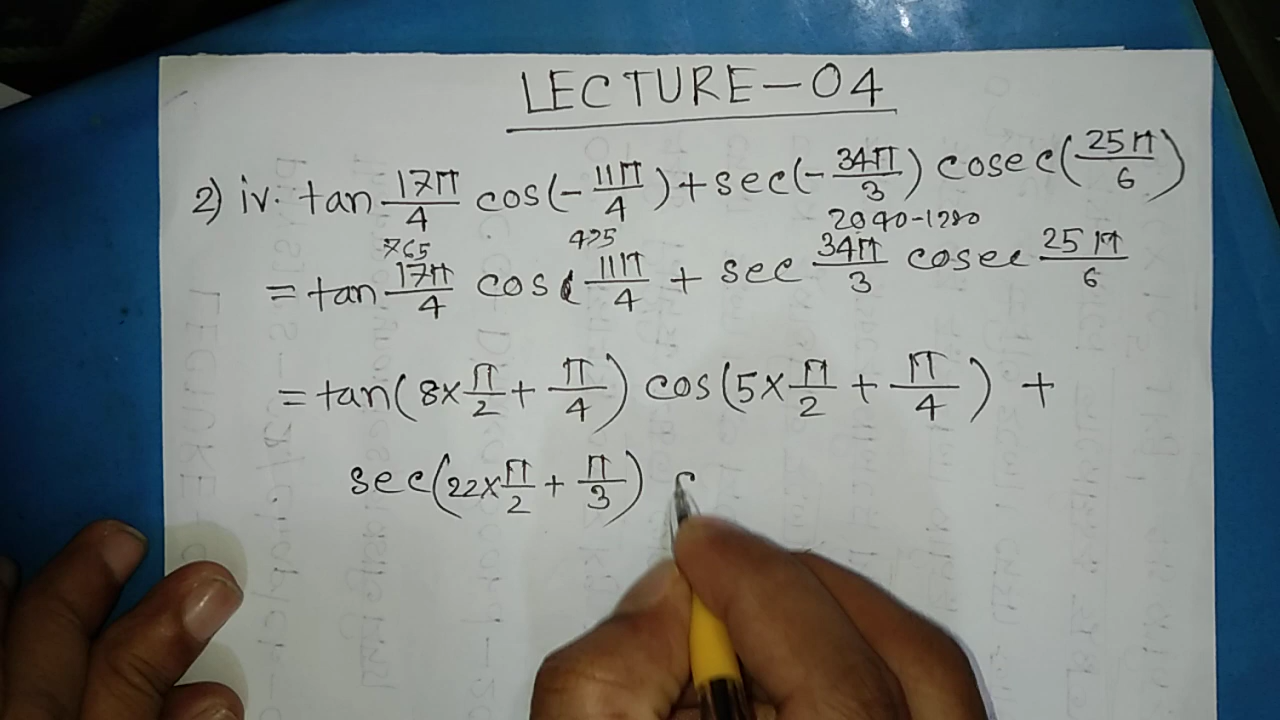 LECTURE-04
2) iv. tan 17π/4 cos(-11π/4)+sec(-34π/3) cosec(25π/6)
765 495 2040-1280
= tan 17π/4 cos 11π/4 + sec 34π/3 cosec 25π/6
= tan(8×π/2+π/4) cos(5×π/2+π/4) +
sec(22×π/2+π/3) c